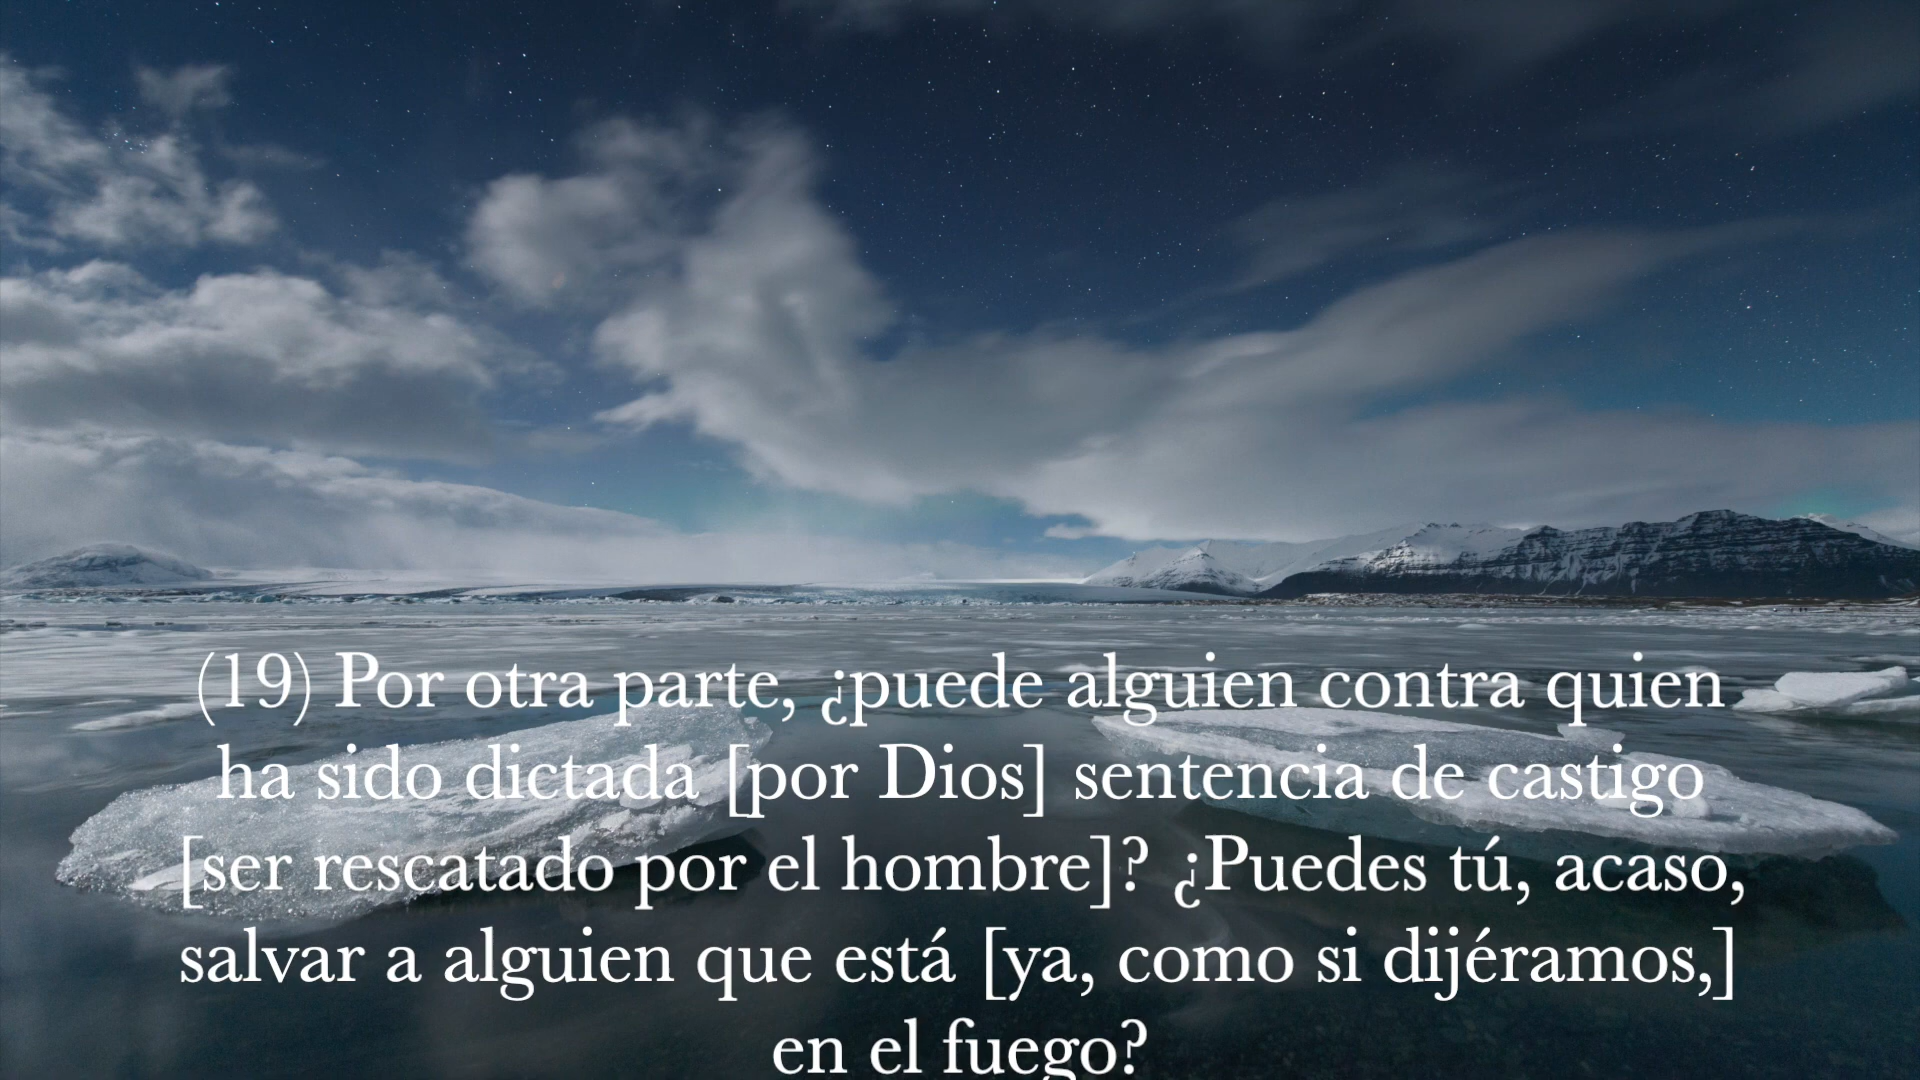 (19) Por otra parte, ¿puede alguien contra quien
ha sido dictada [por Dios] sentencia de castigo
[ser rescatado por el hombre]? ¿Puedes tú, acaso,
salvar a alguien que está [ya, como si dijéramos,]
en el fuego?